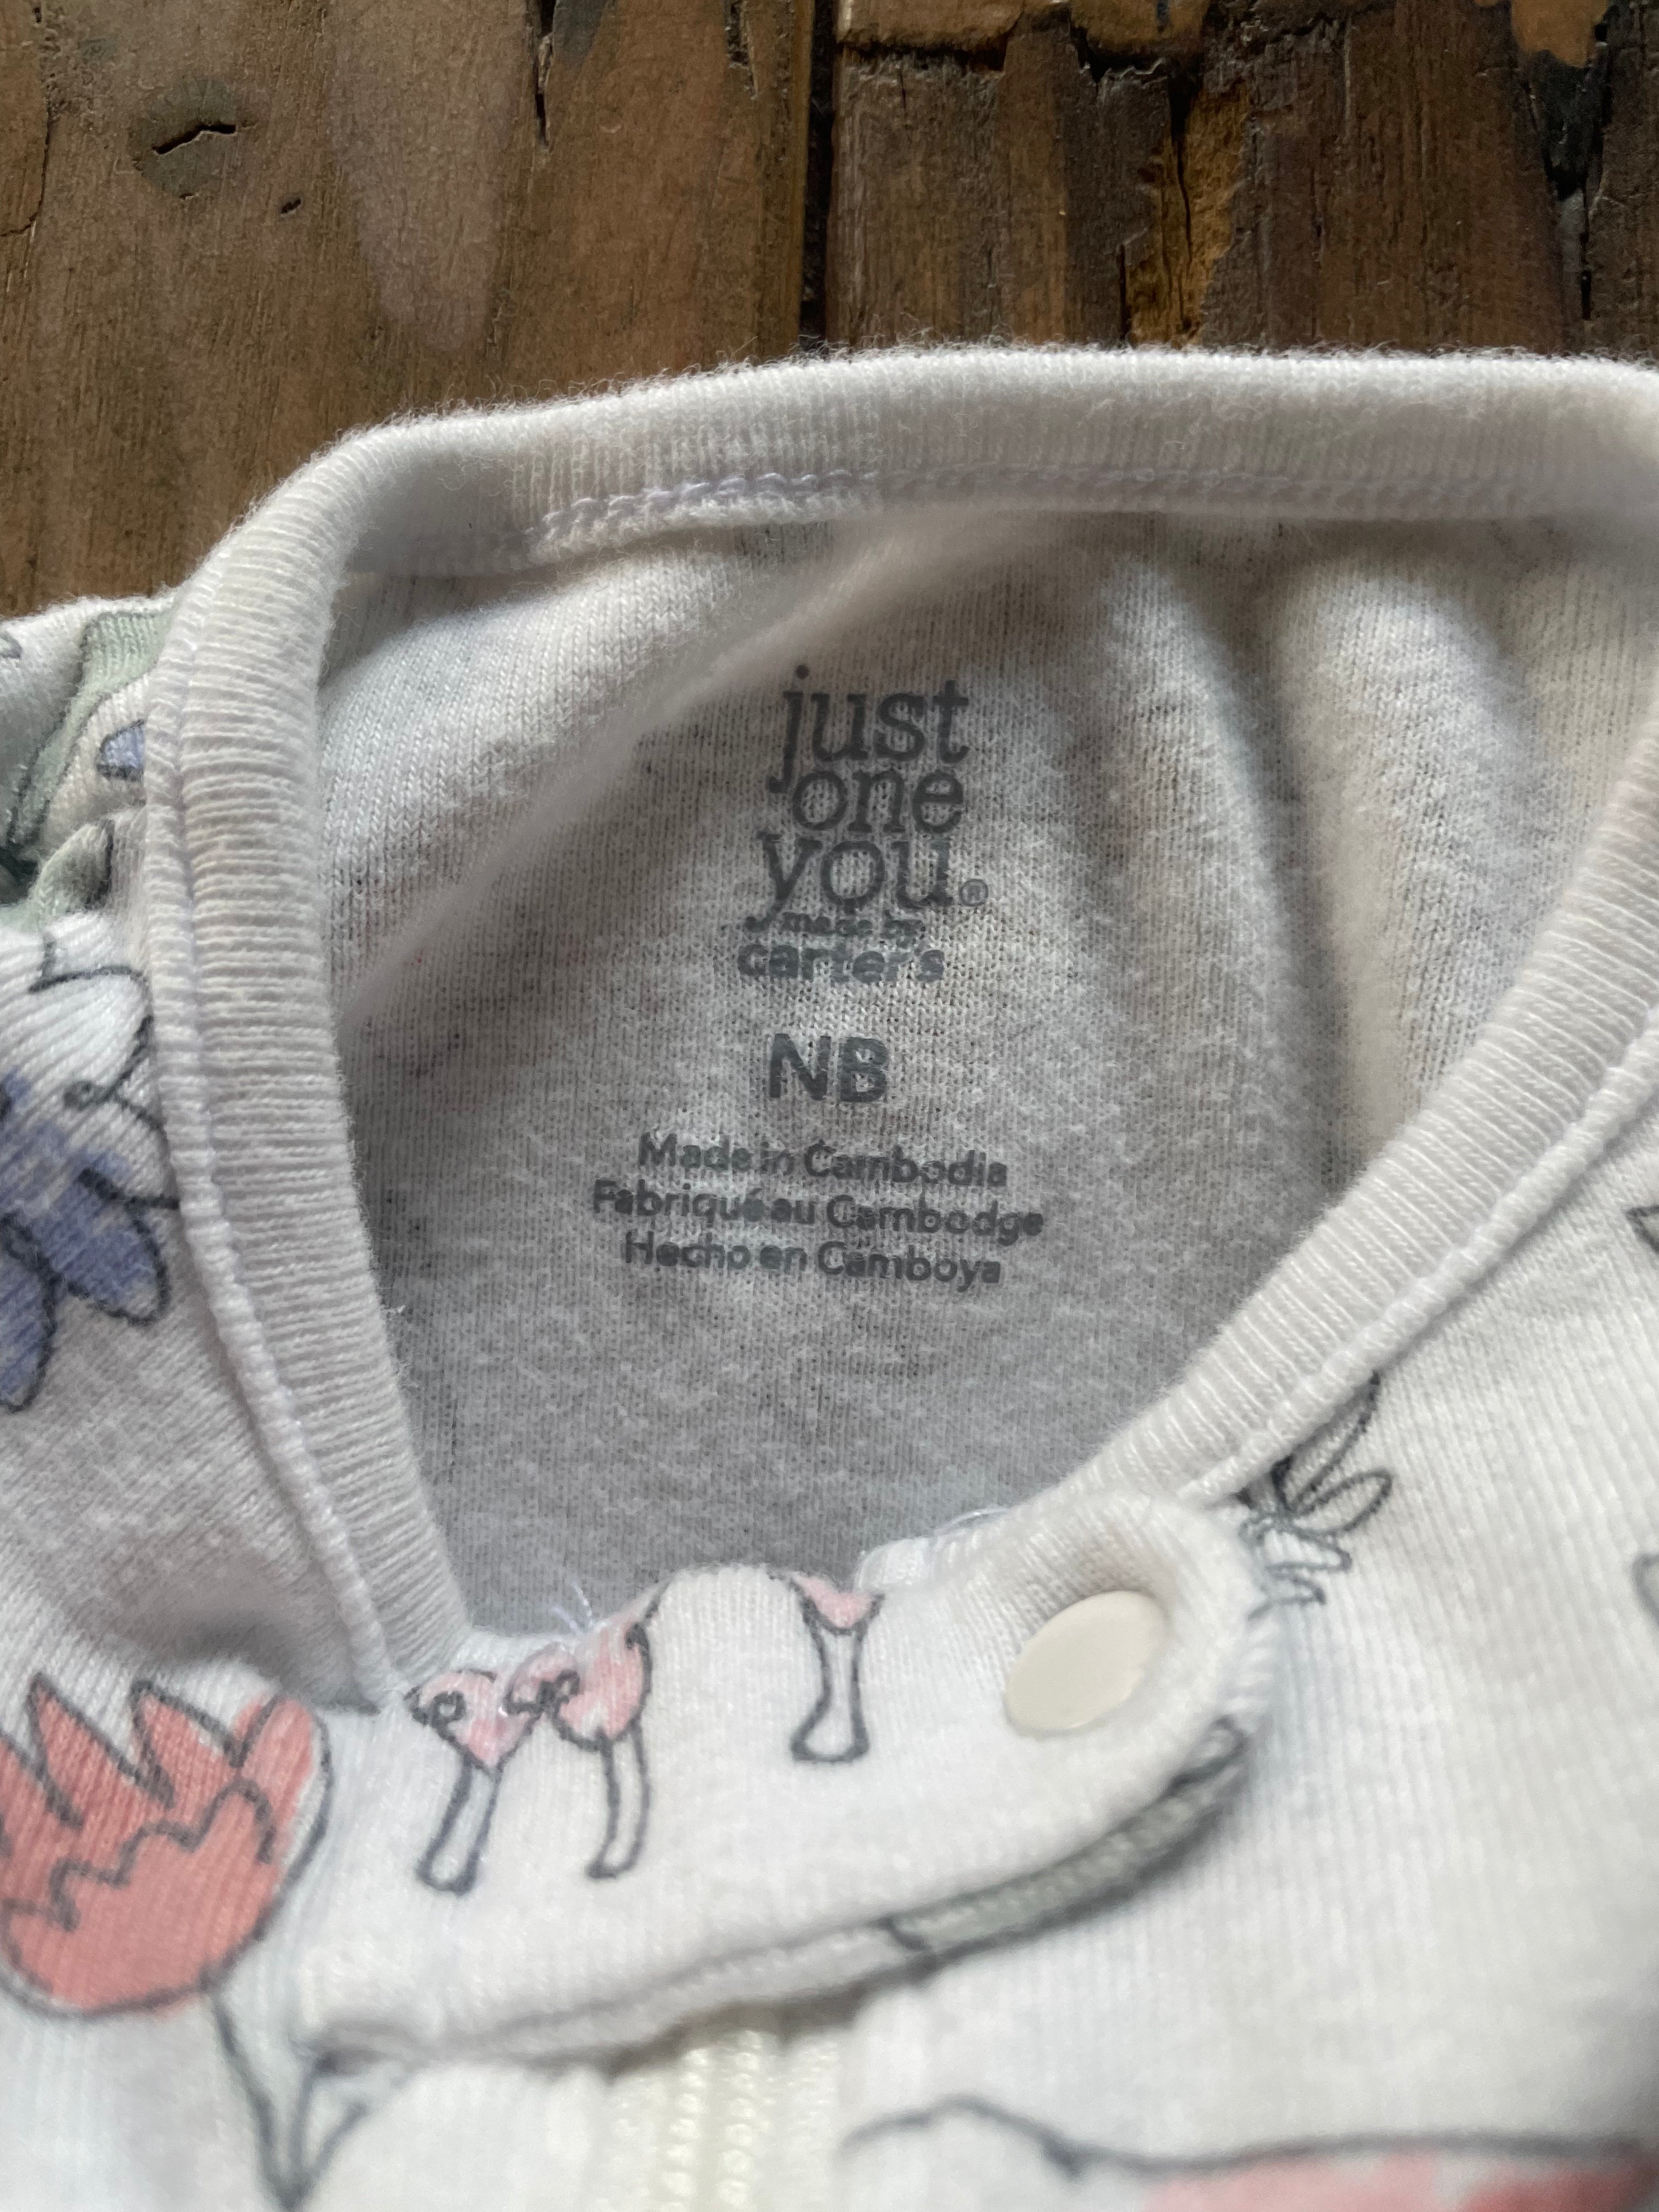 just
one
you®
made by
carter's
NB
Made in Cambodia
Fabriqué au Cambodge
Hecho en Camboya